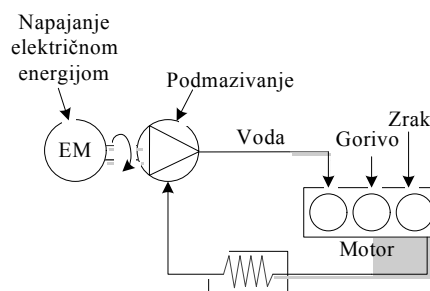 Napajanje
električnom
energijom
Podmazivanje
EM
Voda
Gorivo
Zrak
Motor